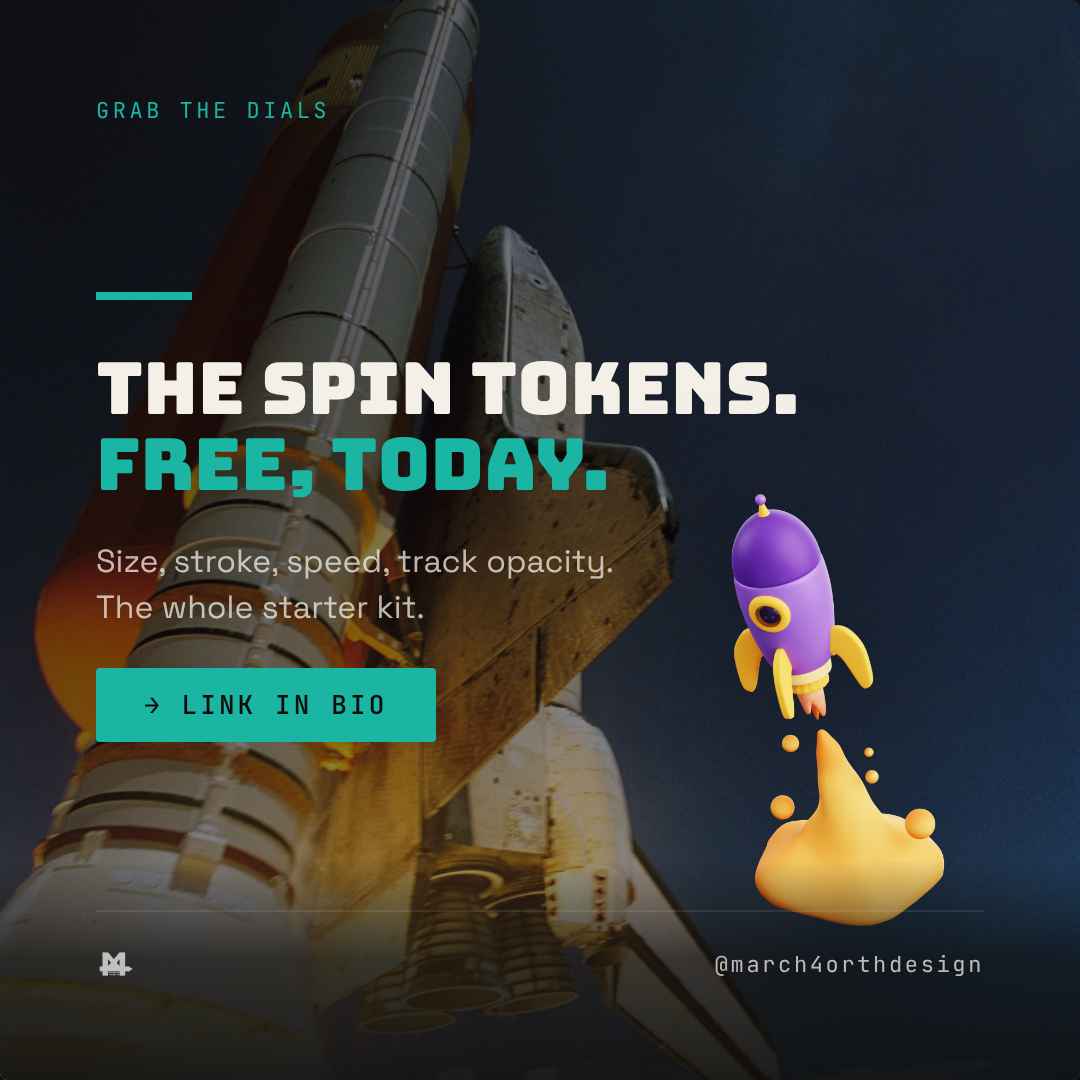 GRAB THE DIALS
THE SPIN TOKENS.
FREE, TODAY.
Size, stroke, speed, track opacity.
The whole starter kit.
→ LINK IN BIO
@march4orthdesign